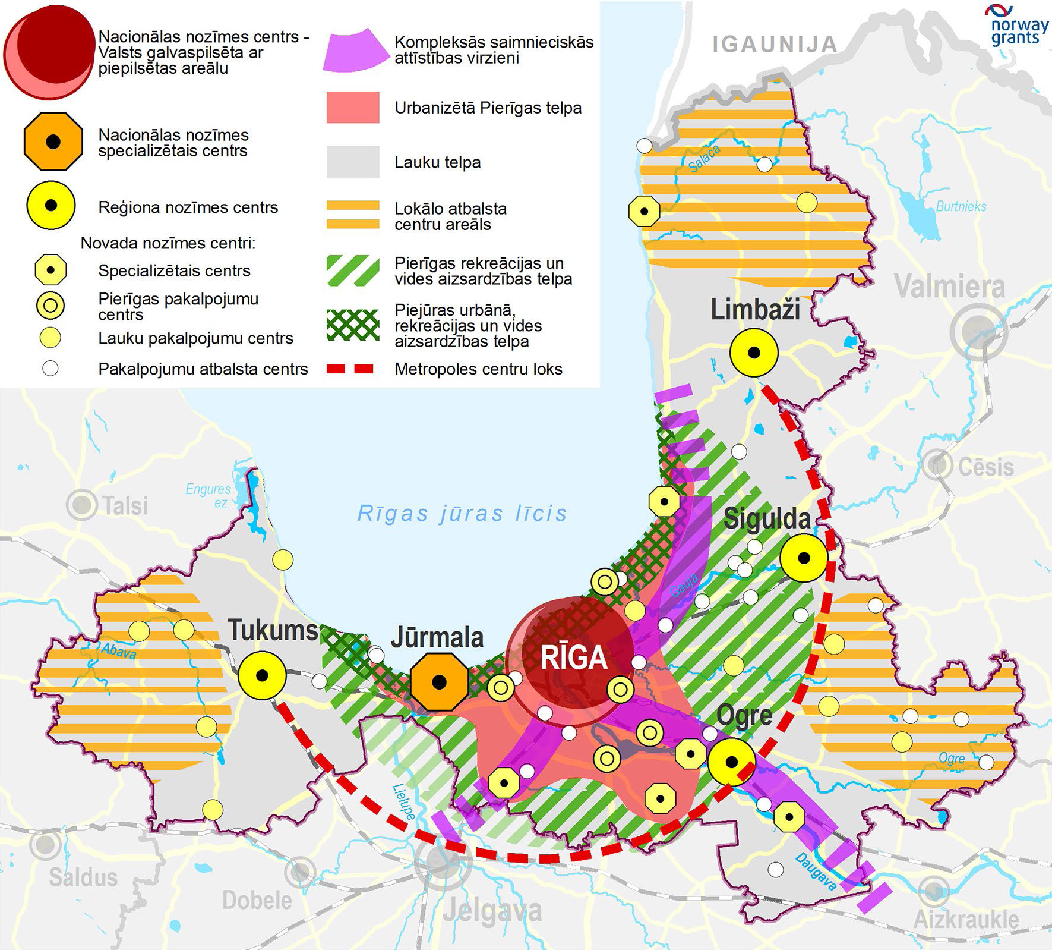 Nacionālas nozīmes centrs -
Valsts galvaspilsēta ar
piepilsētas areālu
Nacionālas nozīmes
specializētais centrs
Reģiona nozīmes centrs
Novada nozīmes centri:
Specializētais centrs
Pierīgas pakalpojumu
centrs
Lauku pakalpojumu centrs
Pakalpojumu atbalsta centrs
Kompleksās saimnieciskās
attīstības virzieni
Urbanizētā Pierīgas telpa
Lauku telpa
Lokālo atbalsta
centru areāls
Pierīgas rekreācijas un
vides aizsardzības telpa
Piejūras urbānā,
rekreācijas un vides
aizsardzības telpa
Metropoles centru loks
norway
grants
IGAUNIJA
Salaca
Burtnieks
Valmiera
Limbaži
Cēsis
Talsi
Engures
ez.
Rīgas jūras līcis
Sigulda
Gauja
Tukums
Jūrmala
RĪGA
Abava
Ogre
Ogre
Lielupe
Daugava
Saldus
Dobele
Jelgava
Aizkraukle